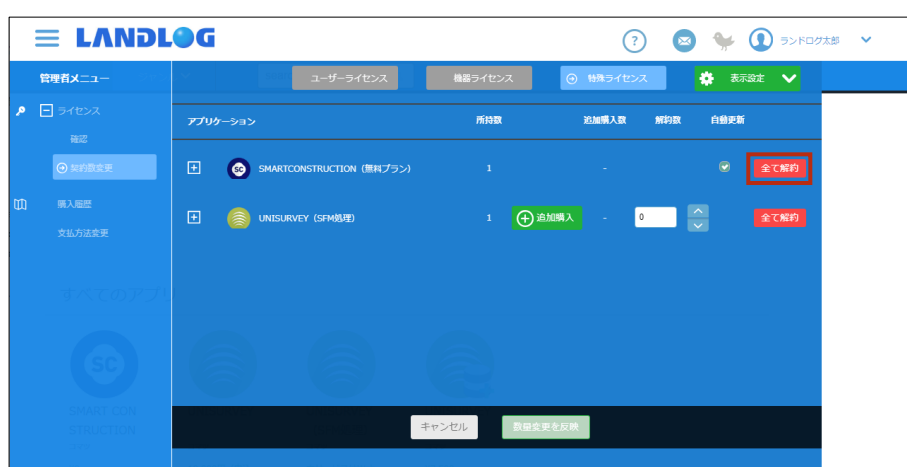 LANDLOG
?
ランドログ太郎
管理者メニュー
ユーザーライセンス
機器ライセンス
特殊ライセンス
表示設定
ライセンス
確認
契約数変更
購入履歴
支払方法変更
アプリケーション
所持数
追加購入数
解約数
自動更新
SMARTCONSTRUCTION（無料プラン）
1
-
全て解約
UNISURVEY（SFM処理）
1
追加購入
-
0
全て解約
すべてのアプリ
SC
SMART CON
STRUCTION
キャンセル
数量変更を反映